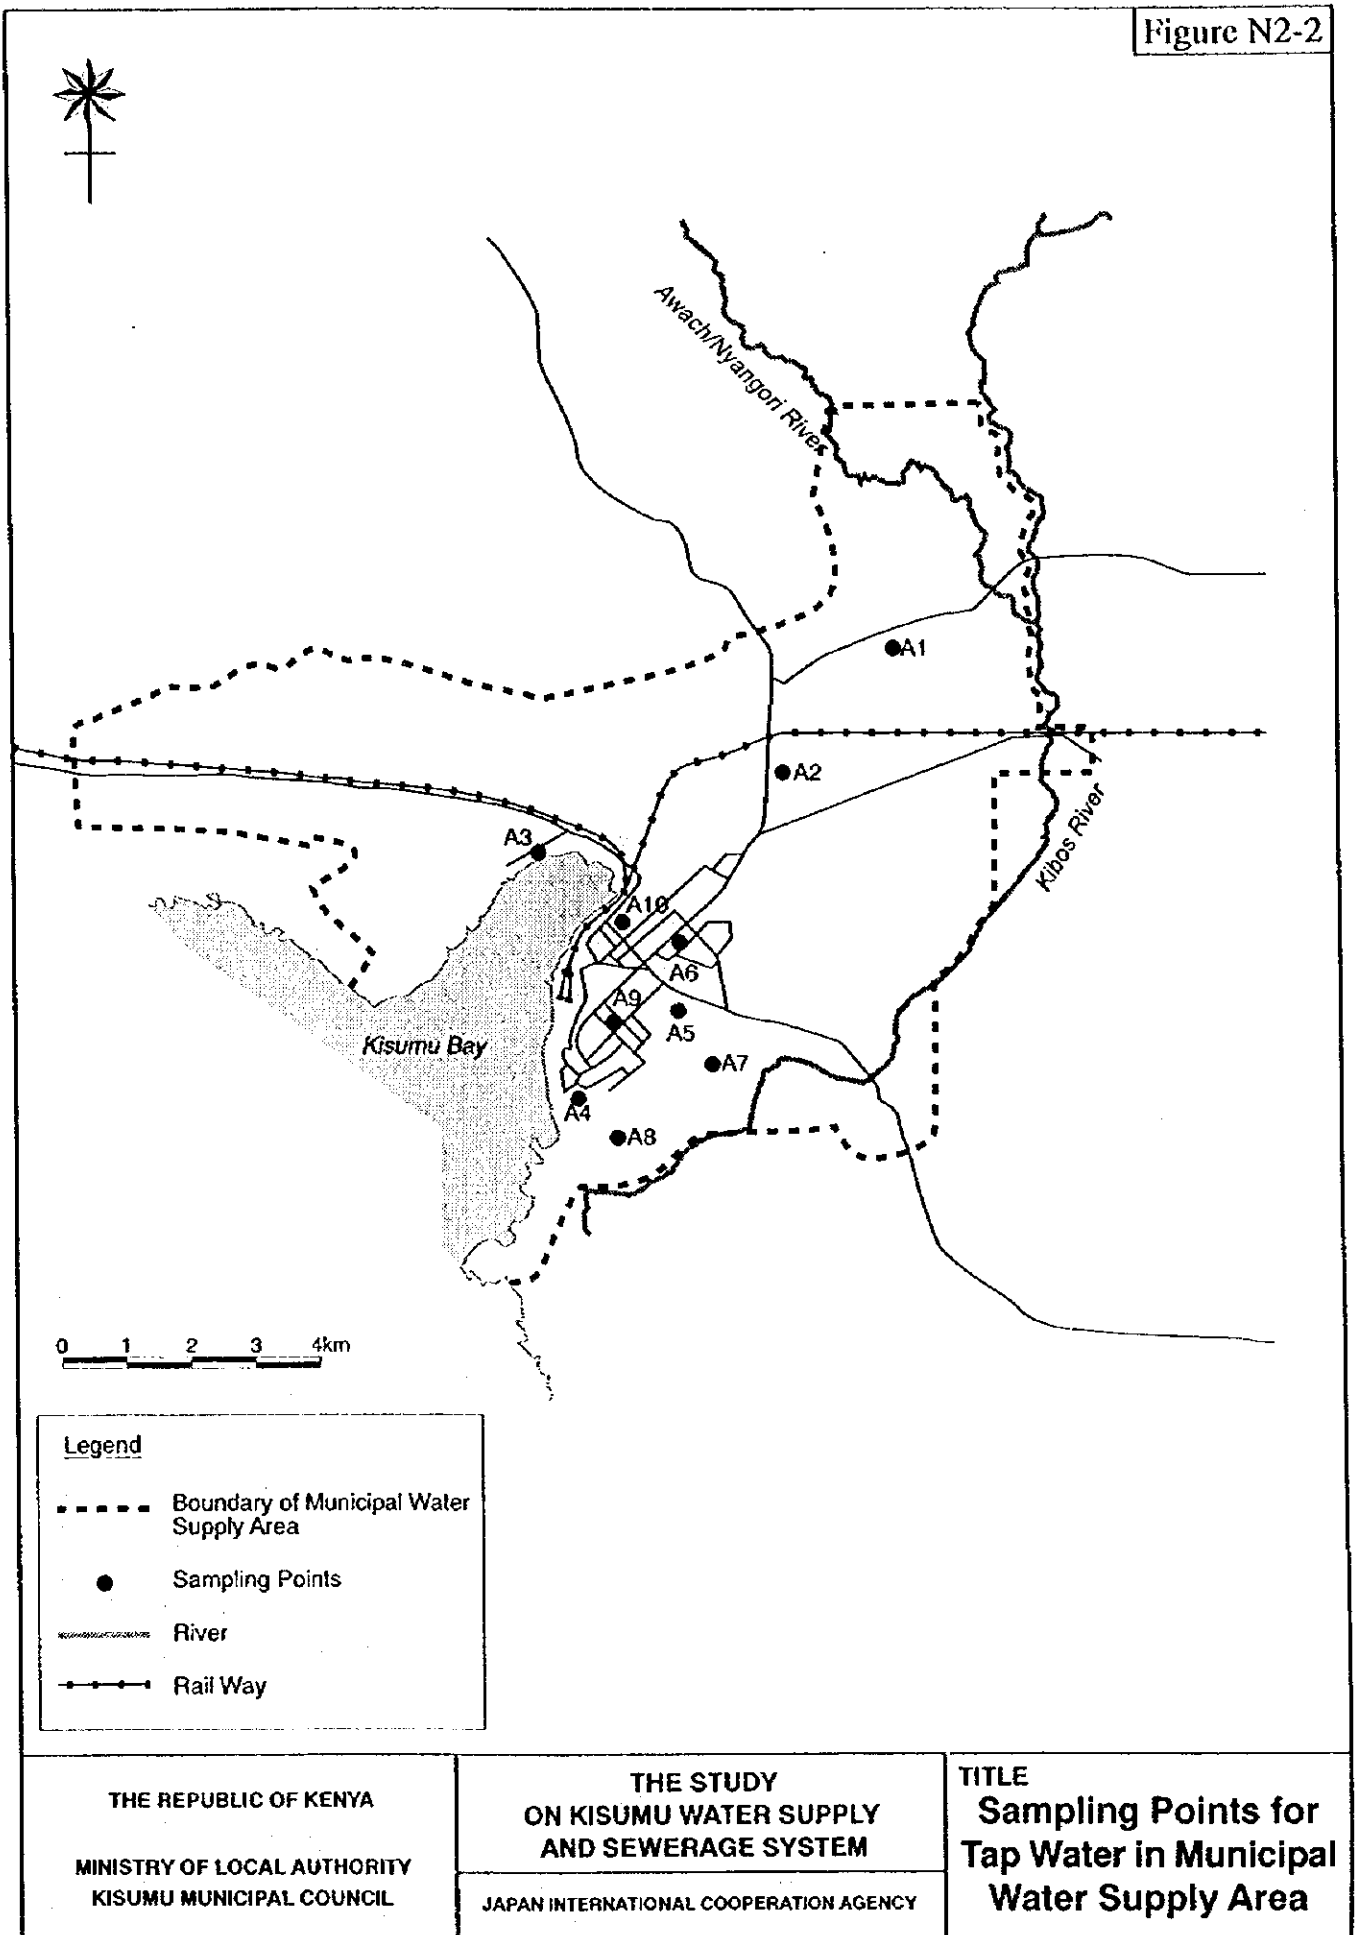 Figure N2-2
Awach/Nyangori River
A1
A2
A3
Kibos River
A10
A6
A9
A5
Kisumu Bay
A7
A4
A8
0 1 2 3 4km
Legend
Boundary of Municipal Water
Supply Area
Sampling Points
River
Rail Way
THE REPUBLIC OF KENYA
MINISTRY OF LOCAL AUTHORITY
KISUMU MUNICIPAL COUNCIL
THE STUDY
ON KISUMU WATER SUPPLY
AND SEWERAGE SYSTEM
JAPAN INTERNATIONAL COOPERATION AGENCY
TITLE
Sampling Points for
Tap Water in Municipal
Water Supply Area